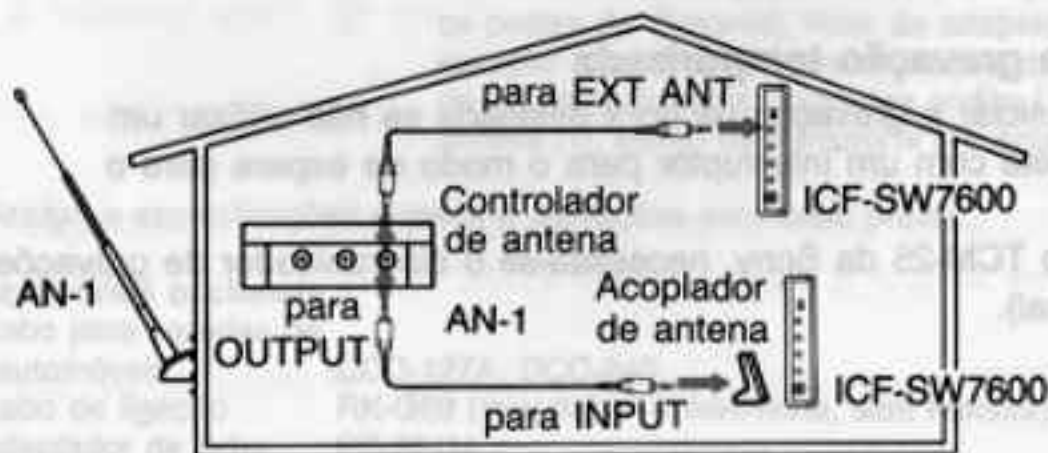 para EXT ANT
ICF-SW7600
Controlador
de antena
AN-1
para
OUTPUT
AN-1
Acoplador
de antena
ICF-SW7600
para INPUT